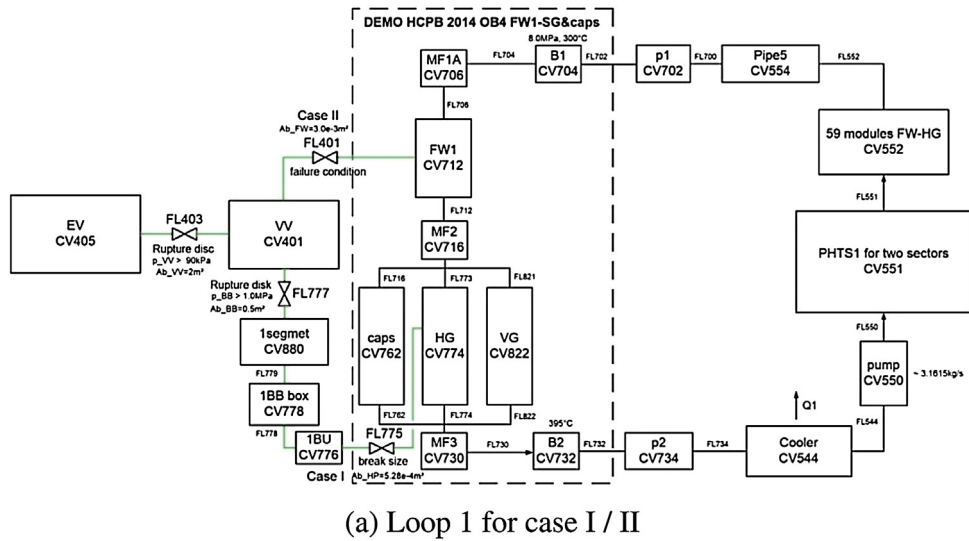 DEMO HCPB 2014 OB4 FW1-SG&caps
8.0MPa, 300°C
MF1A
CV706
FL704
B1
CV704
FL702
p1
CV702
FL700
Pipe5
CV554
FL552
FL706
Case II
Ab_FW=3.0e-3m²
FL401
failure condition
FW1
CV712
59 modules FW-HG
CV552
EV
CV405
FL403
Rupture disc
p_VV > 90kPa
Ab_VV=2m²
VV
CV401
FL712
MF2
CV716
FL551
PHTS1 for two sectors
CV551
Rupture disk
p_BB > 1.0MPa
Ab_BB=0.5m²
FL777
FL716
FL773
FL821
1segmet
CV880
caps
CV762
HG
CV774
VG
CV822
FL550
pump
CV550
~ 3.1615kg/s
FL779
1BB box
CV778
FL778
FL762
FL774
FL822
Q1
FL544
1BU
CV776
Case I
FL775
break size
Ab_HP=5.28e-4m²
MF3
CV730
FL730
395°C
B2
CV732
FL732
p2
CV734
FL734
Cooler
CV544
(a) Loop 1 for case I / II